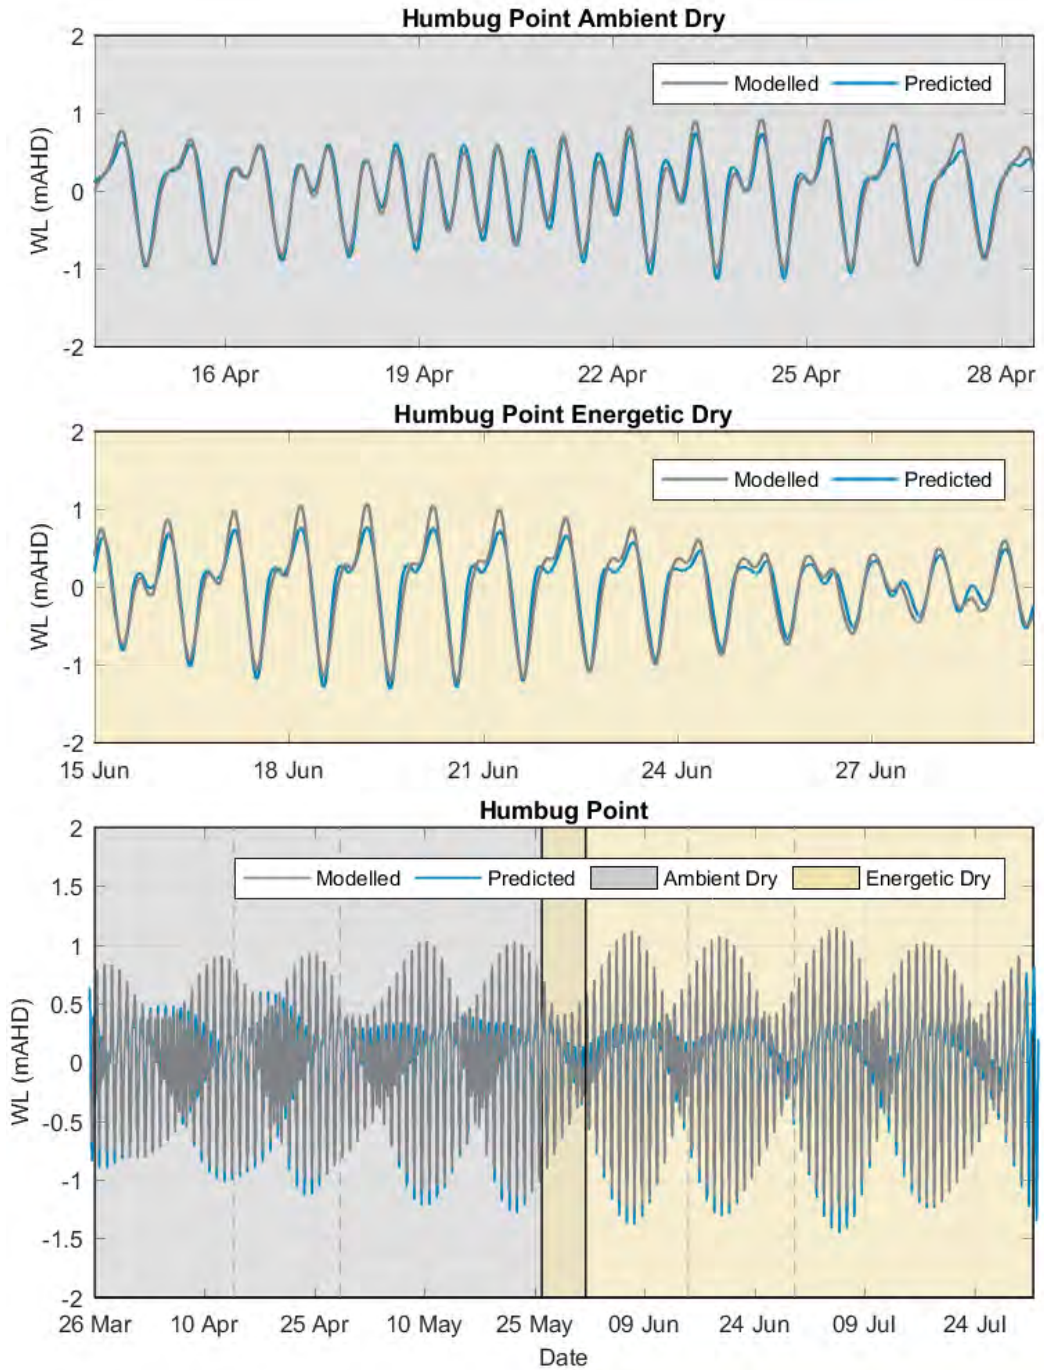 Humbug Point Ambient Dry
2
1
0
-1
-2
WL (mAHD)
Modelled Predicted
16 Apr 19 Apr 22 Apr 25 Apr 28 Apr
Humbug Point Energetic Dry
2
1
0
-1
-2
WL (mAHD)
Modelled Predicted
15 Jun 18 Jun 21 Jun 24 Jun 27 Jun
Humbug Point
2
1.5
1
0.5
0
-0.5
-1
-1.5
-2
WL (mAHD)
Modelled Predicted Ambient Dry Energetic Dry
26 Mar 10 Apr 25 Apr 10 May 25 May 09 Jun 24 Jun 09 Jul 24 Jul
Date